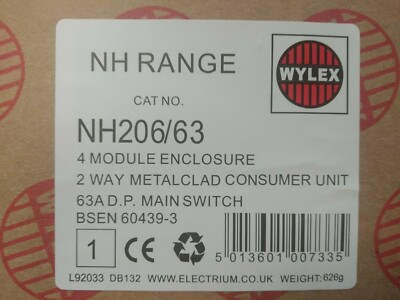 NH RANGE
WYLEX
CAT NO.
NH206/63
4 MODULE ENCLOSURE
2 WAY METALCLAD CONSUMER UNIT
63A D.P. MAIN SWITCH
BSEN 60439-3
1 CE
5 013601 007335
L92033 DB132 WWW.ELECTRIUM.CO.UK WEIGHT: 626g